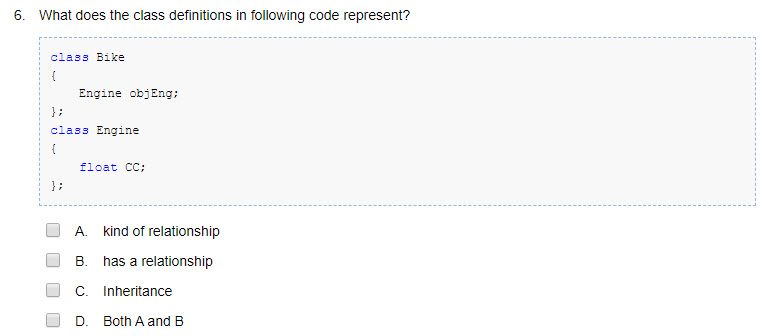 6. What does the class definitions in following code represent?
class Bike
{
Engine objEng;
};
class Engine
{
float CC;
};
A. kind of relationship
B. has a relationship
C. Inheritance
D. Both A and B